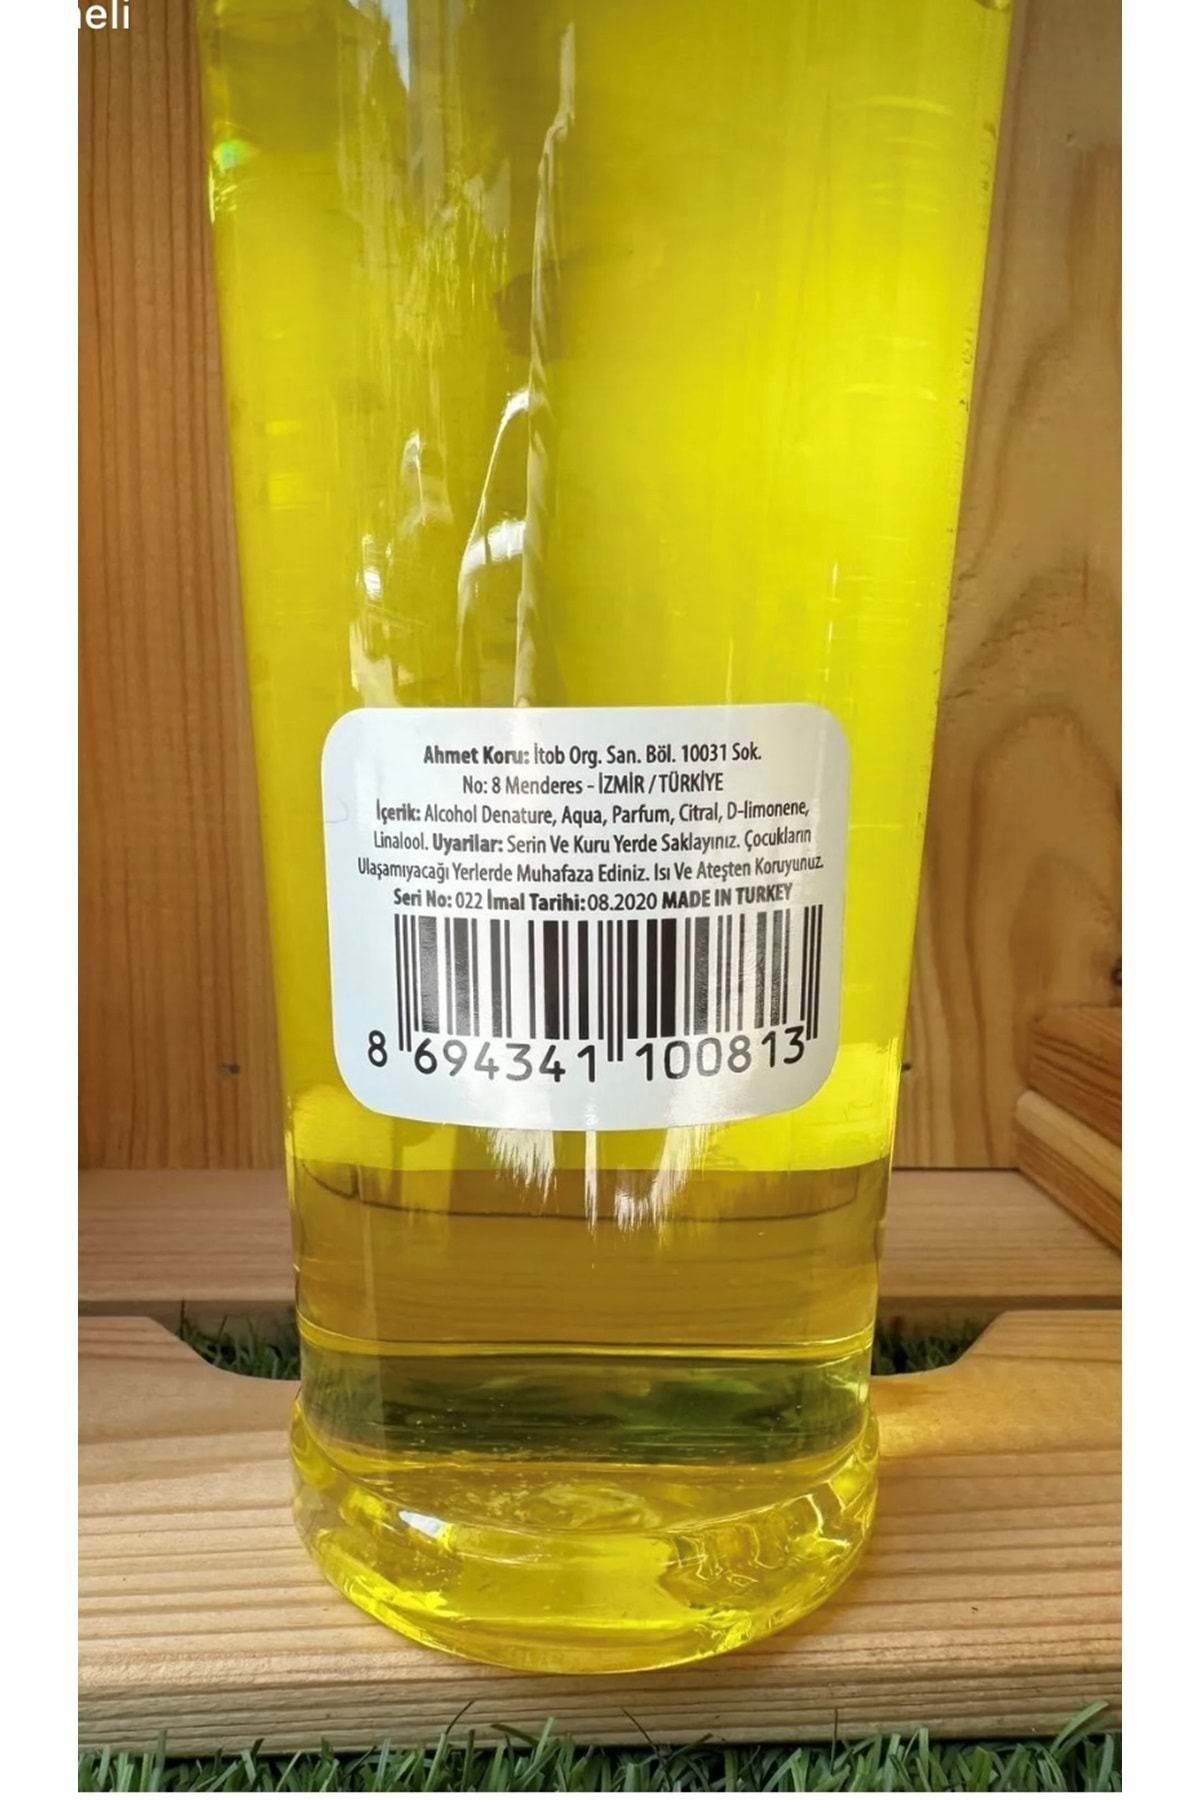 eli
Ahmet Koru: İtob Org. San. Böl. 10031 Sok.
No: 8 Menderes - İZMİR / TÜRKİYE
İçerik: Alcohol Denature, Aqua, Parfum, Citral, D-limonene,
Linalool. Uyarilar: Serin Ve Kuru Yerde Saklayınız. Çocukların
Ulaşamıyacağı Yerlerde Muhafaza Ediniz. Isı Ve Ateşten Koruyunuz.
Seri No: 022 İmal Tarihi: 08.2020 MADE IN TURKEY
8 694341 100813